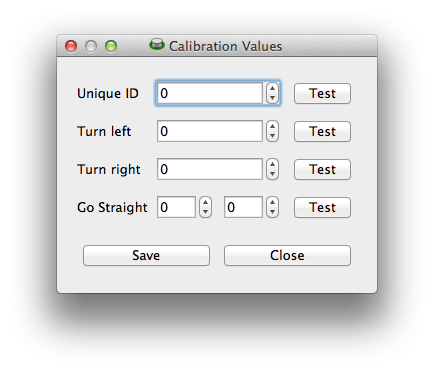 Calibration Values
Unique ID 0 Test
Turn left 0 Test
Turn right 0 Test
Go Straight 0 0 Test
Save Close